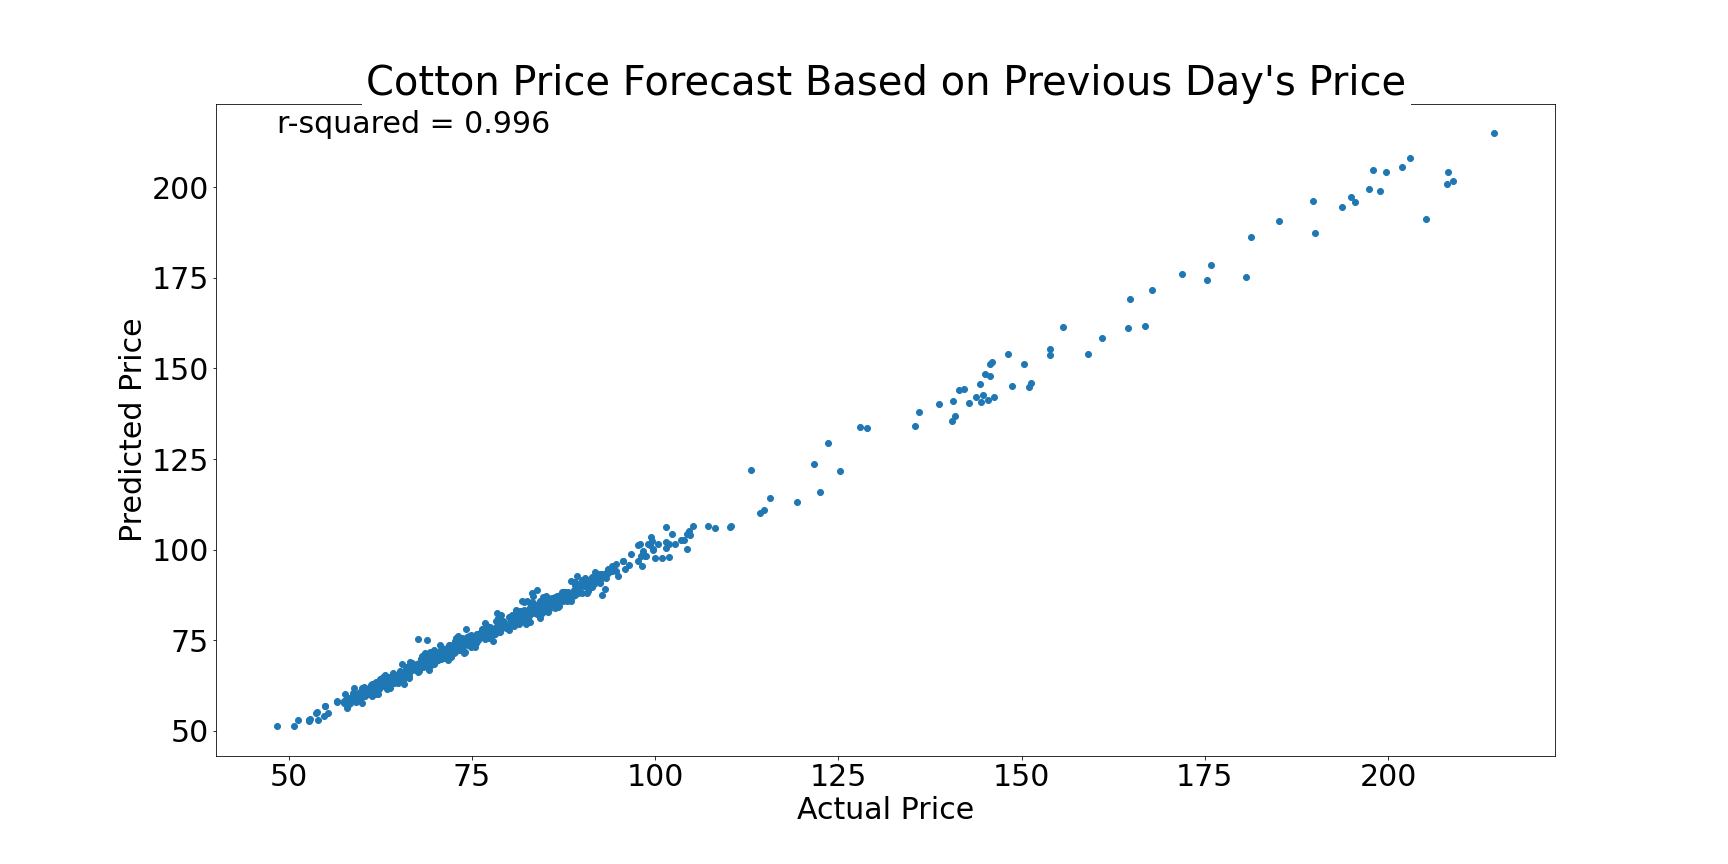 Cotton Price Forecast Based on Previous Day's Price
r-squared = 0.996
Predicted Price
200
175
150
125
100
75
50
50 75 100 125 150 175 200
Actual Price